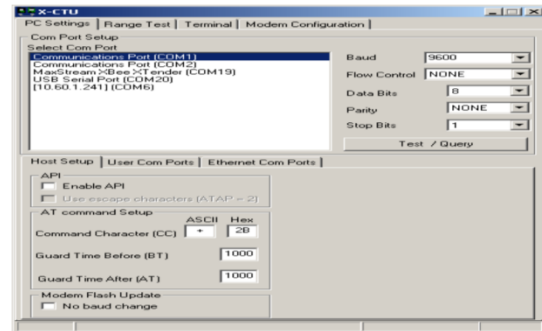 X-CTU
PC Settings Range Test Terminal Modem Configuration
Com Port Setup
Select Com Port
Communications Port (COM1)
Communications Port (COM2)
MaxStream XBee XTender (COM19)
USB Serial Port (COM20)
[10.60.1.241] (COM6)
Baud 9600
Flow Control NONE
Data Bits 8
Parity NONE
Stop Bits 1
Test / Query
Host Setup User Com Ports Ethernet Com Ports
API
Enable API
Use escape characters (ATAP = 2)
AT command Setup
ASCII Hex
Command Character (CC) + 2B
Guard Time Before (BT) 1000
Guard Time After (AT) 1000
Modem Flash Update
No baud change